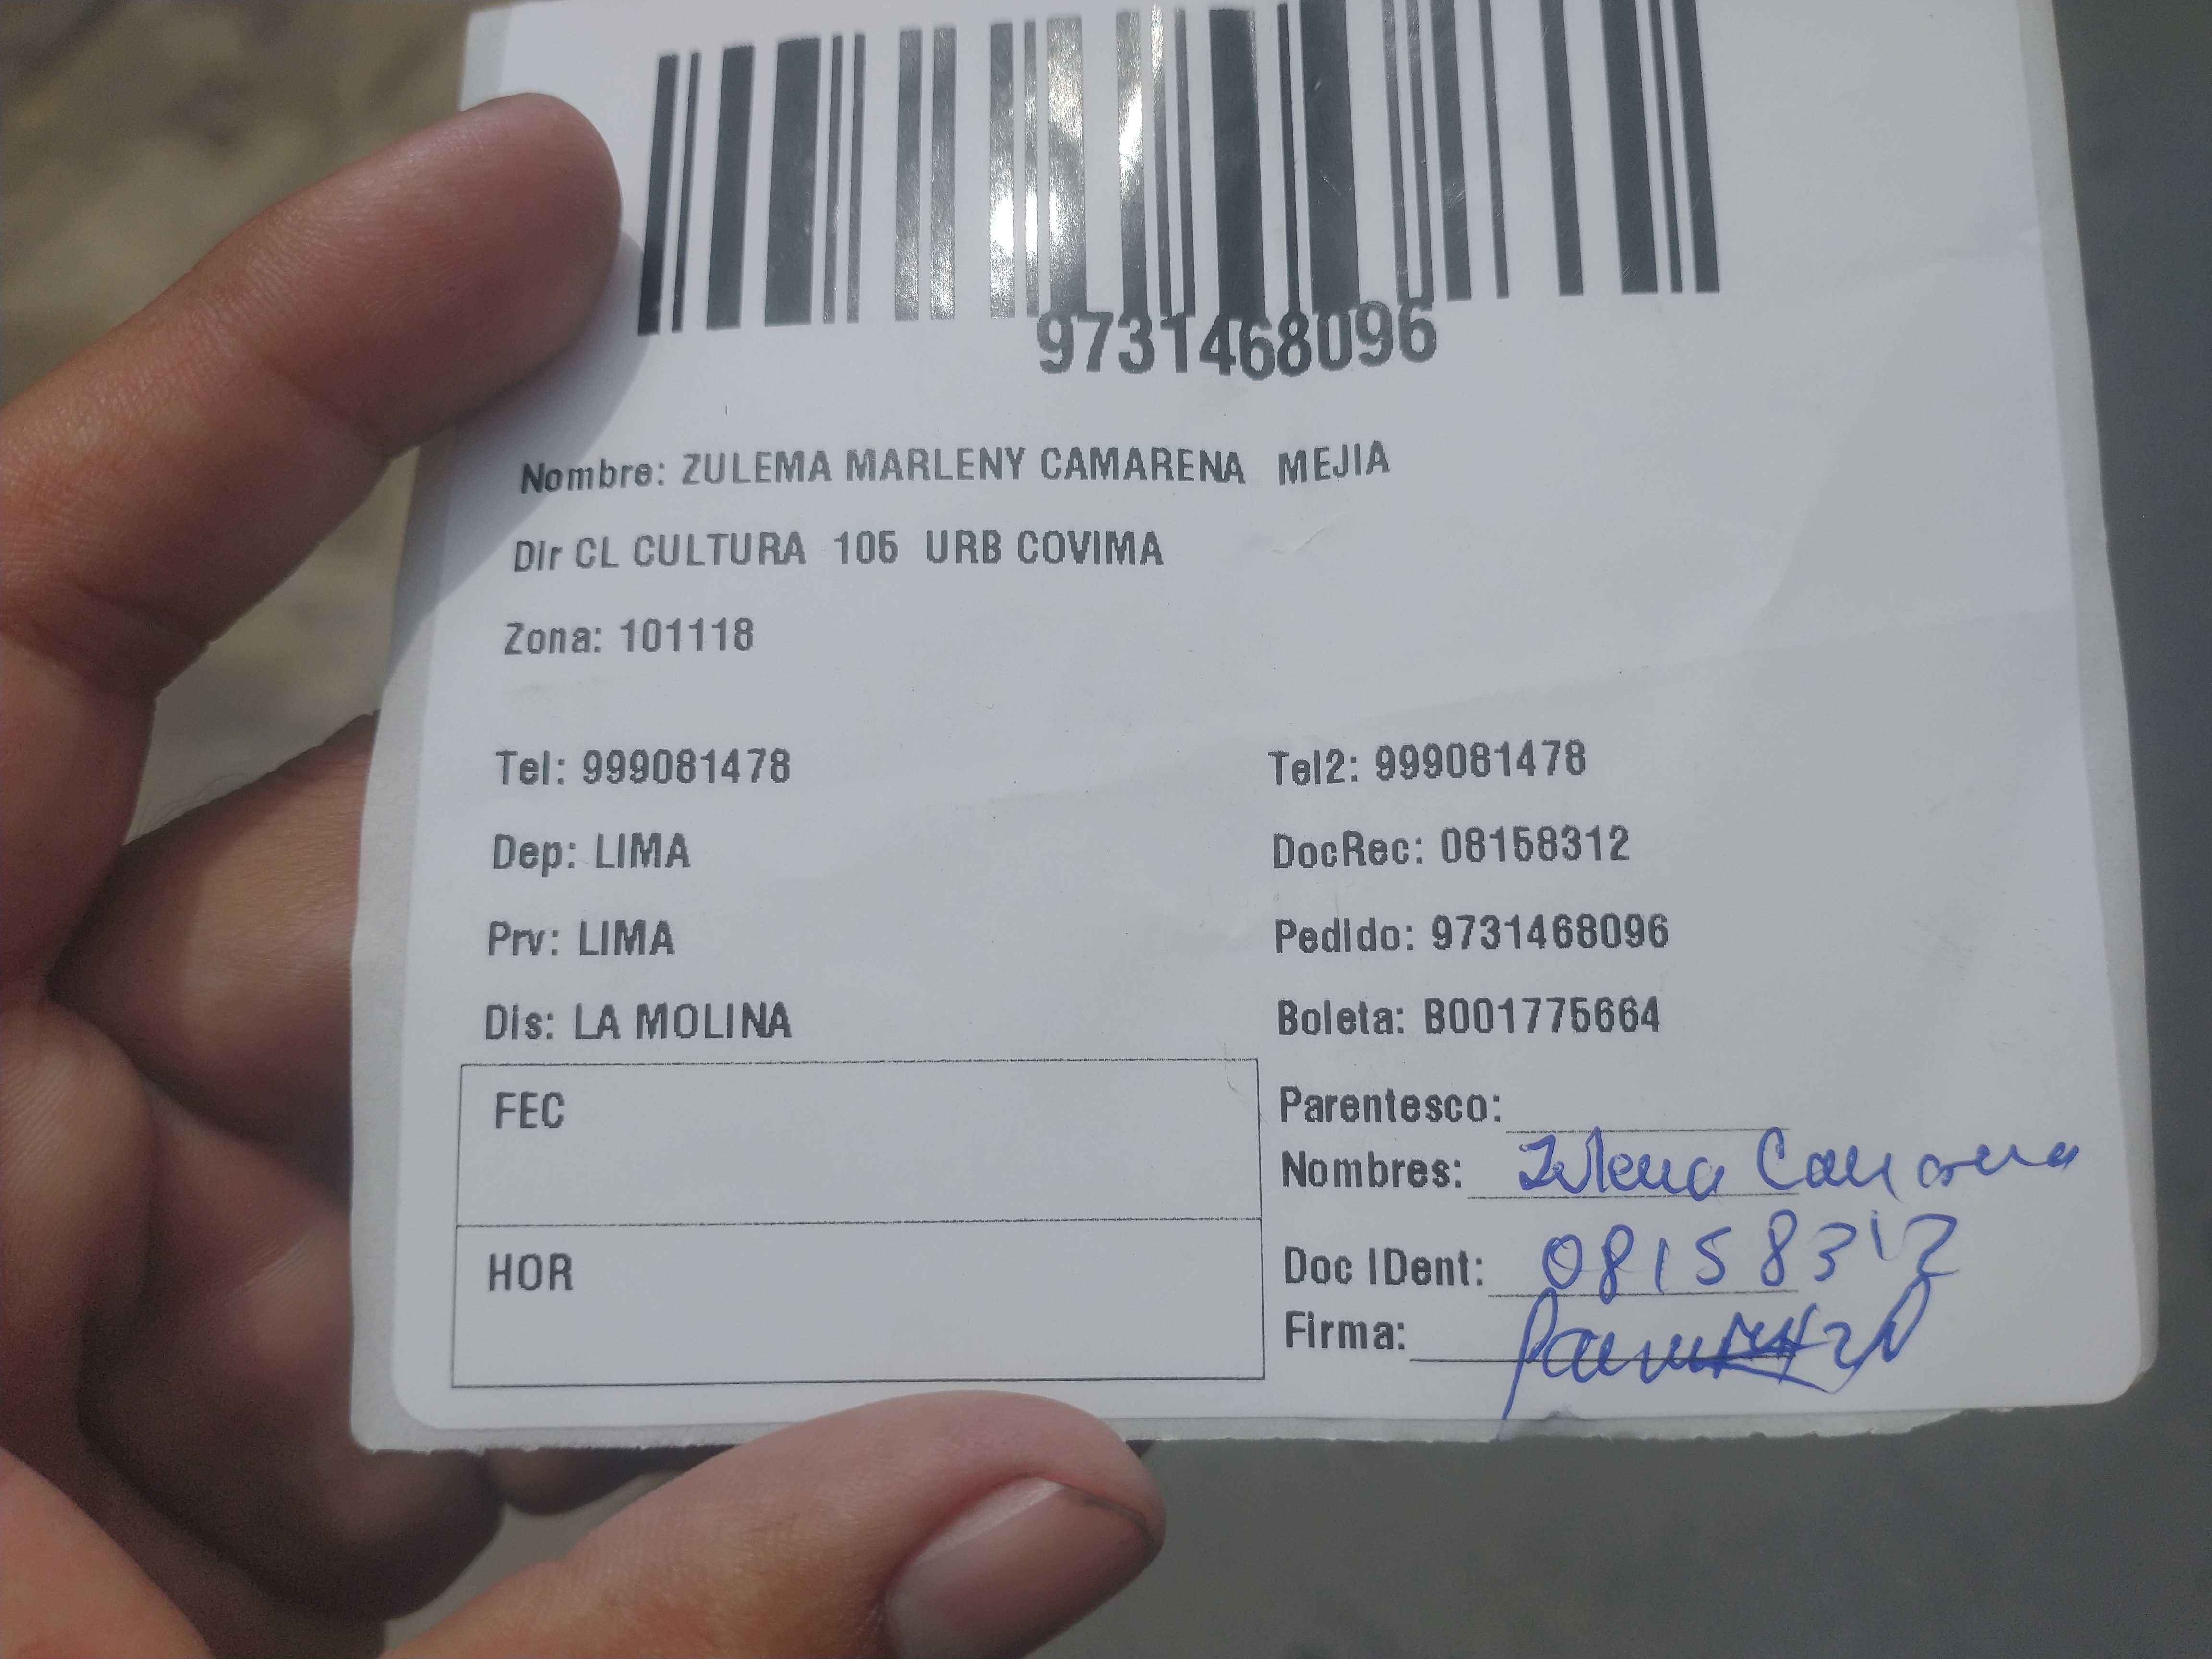 9731468096
Nombre: ZULEMA MARLENY CAMARENA MEJIA
Dir CL CULTURA 105 URB COVIMA
Zona: 101118
Tel: 999081478 Tel2: 999081478
Dep: LIMA DocRec: 08158312
Prv: LIMA Pedido: 9731468096
Dis: LA MOLINA Boleta: B001775664
FEC
Parentesco:
Nombres: Zulema Camarena
HOR
Doc IDent: 08158312
Firma: